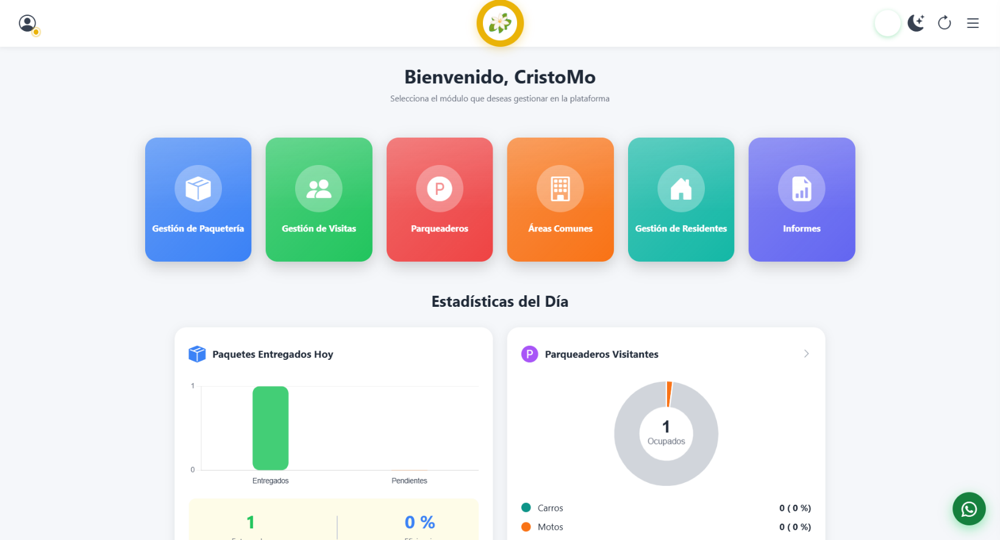 Bienvenido, CristoMo
Selecciona el módulo que deseas gestionar en la plataforma
Gestión de Paquetería
Gestión de Visitas
P
Parqueaderos
Áreas Comunes
Gestión de Residentes
Informes
Estadísticas del Día
Paquetes Entregados Hoy
1
0
Entregados
Pendientes
1
0 %
P Parqueaderos Visitantes
1
Ocupados
Carros 0 ( 0 %)
Motos 0 ( 0 %)